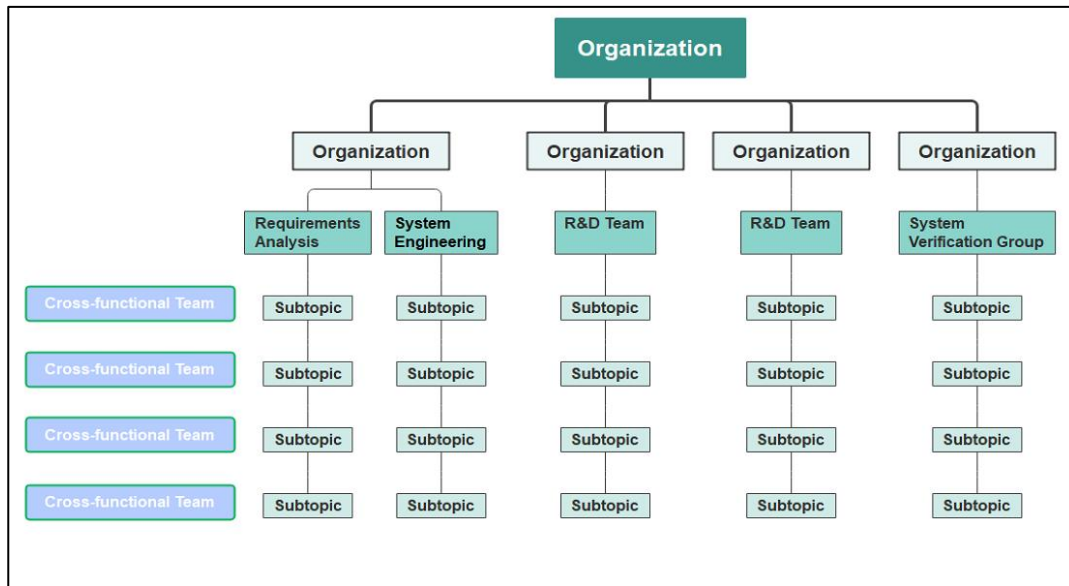 Organization
Organization
Organization
Organization
Organization
Requirements
Analysis
System
Engineering
R&D Team
R&D Team
System
Verification Group
Cross-functional Team
Subtopic
Subtopic
Subtopic
Subtopic
Subtopic
Cross-functional Team
Subtopic
Subtopic
Subtopic
Subtopic
Subtopic
Cross-functional Team
Subtopic
Subtopic
Subtopic
Subtopic
Subtopic
Cross-functional Team
Subtopic
Subtopic
Subtopic
Subtopic
Subtopic